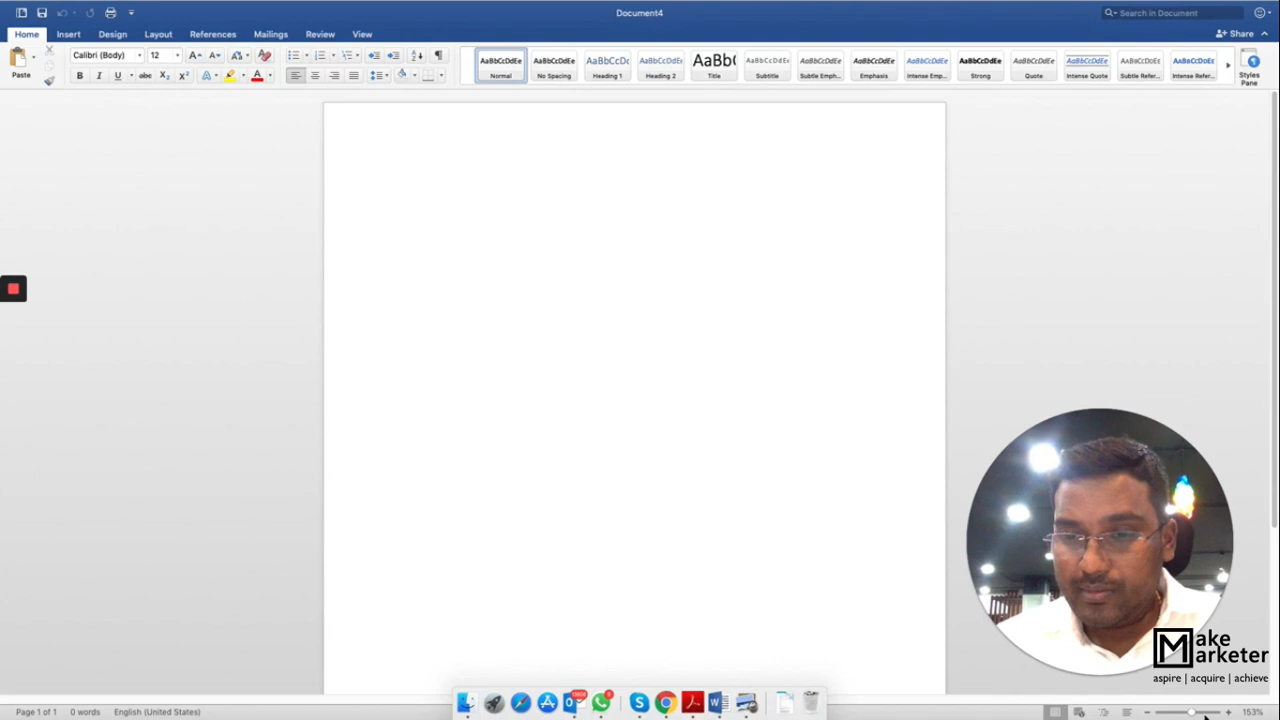 Document4
Search in Document
Home Insert Design Layout References Mailings Review View
Share
Paste
Calibri (Body) 12
AaBbCcDdEe AaBbCcDdEe AaBbCcDc AaBbCcDdEe AaBbC AaBbCcDdEe AaBbCcDdEe AaBbCcDdEe AaBbCcDdEe AaBbCcDdEe AaBbCcDdEe AaBbCcDdEe AaBbCcDdEe AaBbCcDdEe
Normal No Spacing Heading 1 Heading 2 Title Subtitle Subtle Emph... Emphasis Intense Emp... Strong Quote Intense Quote Subtle Refer... Intense Refer...
Styles
Pane
Make
Marketer
aspire | acquire | achieve
Page 1 of 1 0 words English (United States) 153%